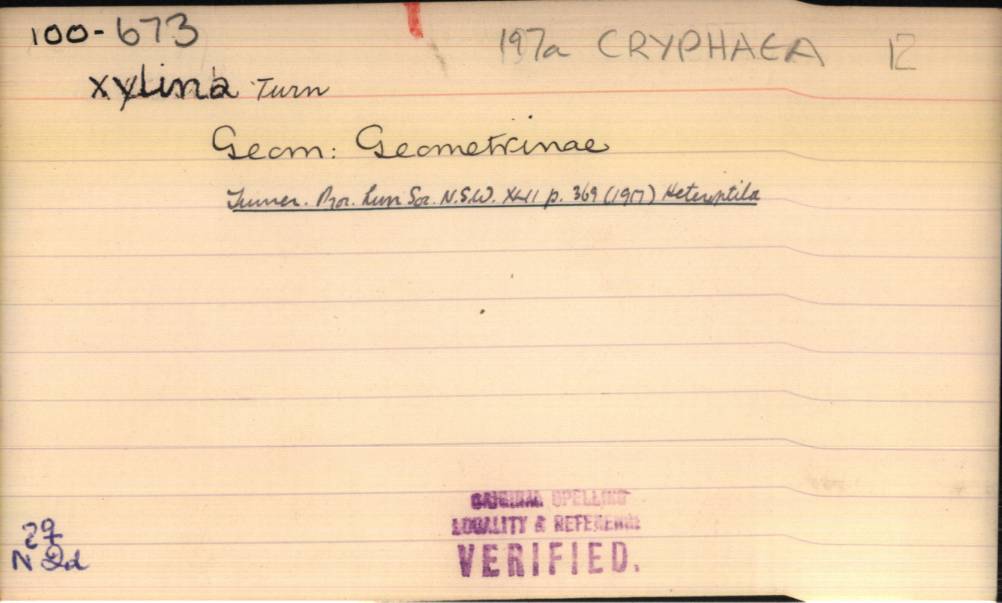 100-673 197a CRYPHAEA 12
xylina Turn
Geom: Geometrinae
Turner. Proc. Linn Soc. N.S.W. XLII p. 369 (1917) Heteroptila
ORIGINAL SPELLING
LOCALITY & REFERENCE
VERIFIED.
29
N Qd